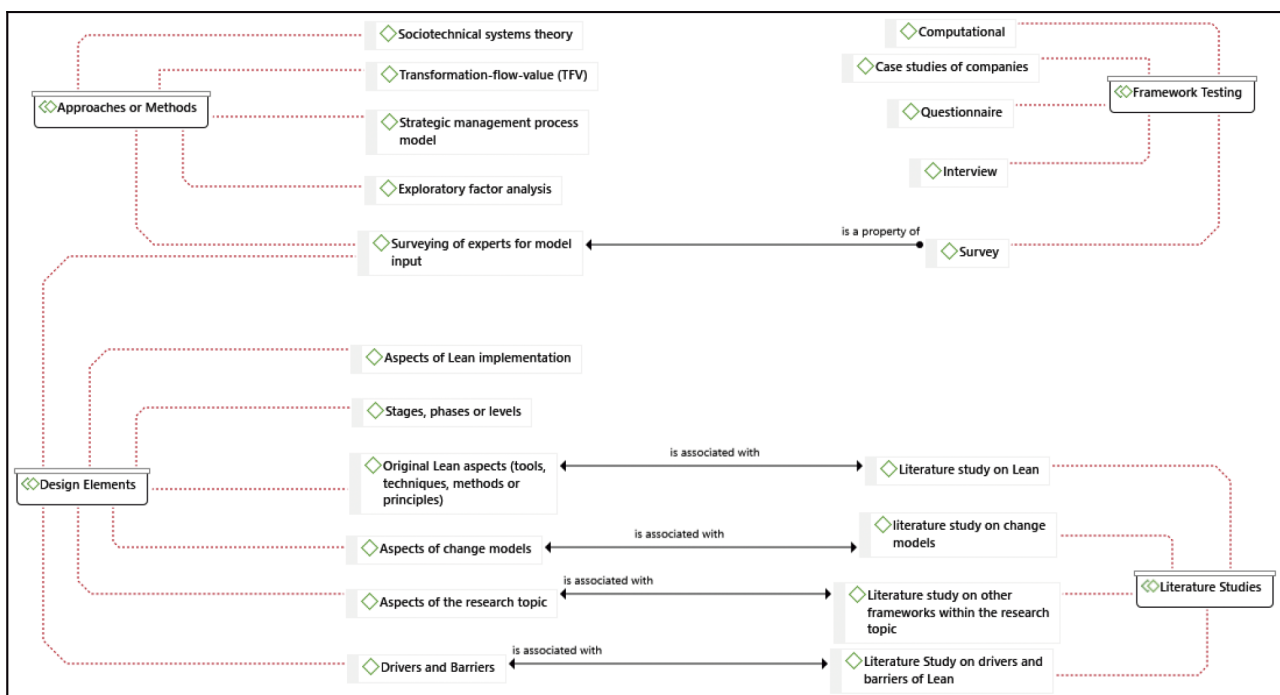 Sociotechnical systems theory
Computational
Transformation-flow-value (TFV)
Case studies of companies
Approaches or Methods
Framework Testing
Strategic management process
model
Questionnaire
Exploratory factor analysis
Interview
Surveying of experts for model
input
is a property of
Survey
Aspects of Lean implementation
Stages, phases or levels
Original Lean aspects (tools,
techniques, methods or
principles)
is associated with
Literature study on Lean
Design Elements
Aspects of change models
is associated with
literature study on change
models
Aspects of the research topic
is associated with
Literature study on other
frameworks within the research
topic
Literature Studies
Drivers and Barriers
is associated with
Literature Study on drivers and
barriers of Lean